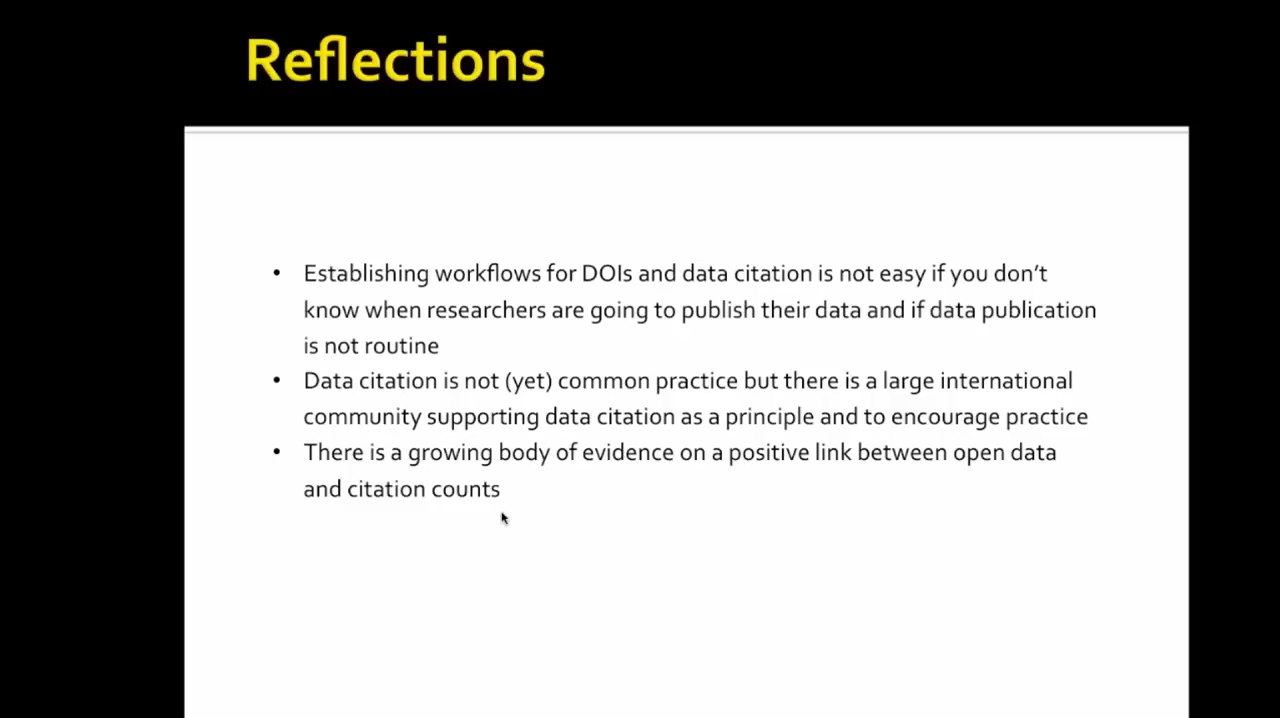 Reflections
• Establishing workflows for DOIs and data citation is not easy if you don’t
know when researchers are going to publish their data and if data publication
is not routine
• Data citation is not (yet) common practice but there is a large international
community supporting data citation as a principle and to encourage practice
• There is a growing body of evidence on a positive link between open data
and citation counts